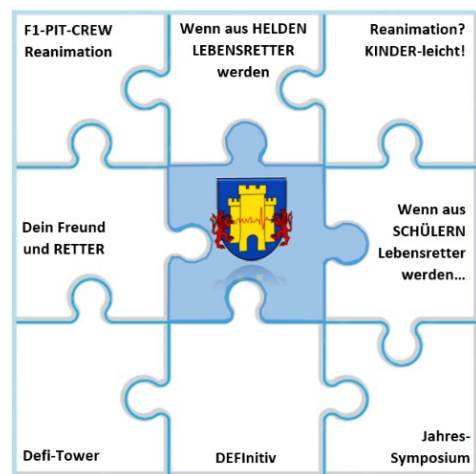 F1-PIT-CREW
Reanimation
Wenn aus HELDEN
LEBENSRETTER
werden
Reanimation?
KINDER-leicht!
Dein Freund
und RETTER
Wenn aus
SCHÜLERN
Lebensretter
werden…
Defi-Tower
DEFInitiv
Jahres-
Symposium